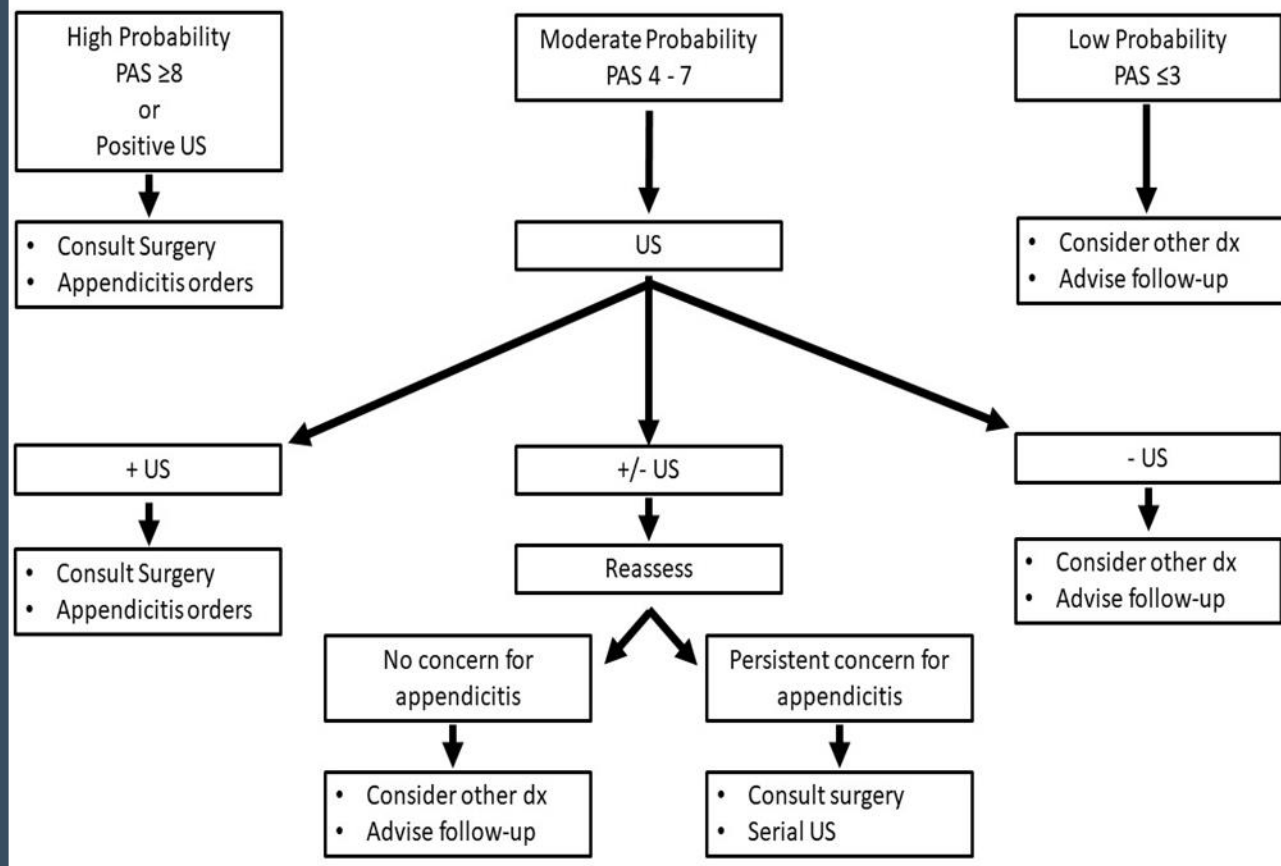 High Probability
PAS ≥8
or
Positive US
Moderate Probability
PAS 4 - 7
Low Probability
PAS ≤3
• Consult Surgery
• Appendicitis orders
US
• Consider other dx
• Advise follow-up
+ US
+/- US
- US
• Consult Surgery
• Appendicitis orders
Reassess
• Consider other dx
• Advise follow-up
No concern for
appendicitis
Persistent concern for
appendicitis
• Consider other dx
• Advise follow-up
• Consult surgery
• Serial US